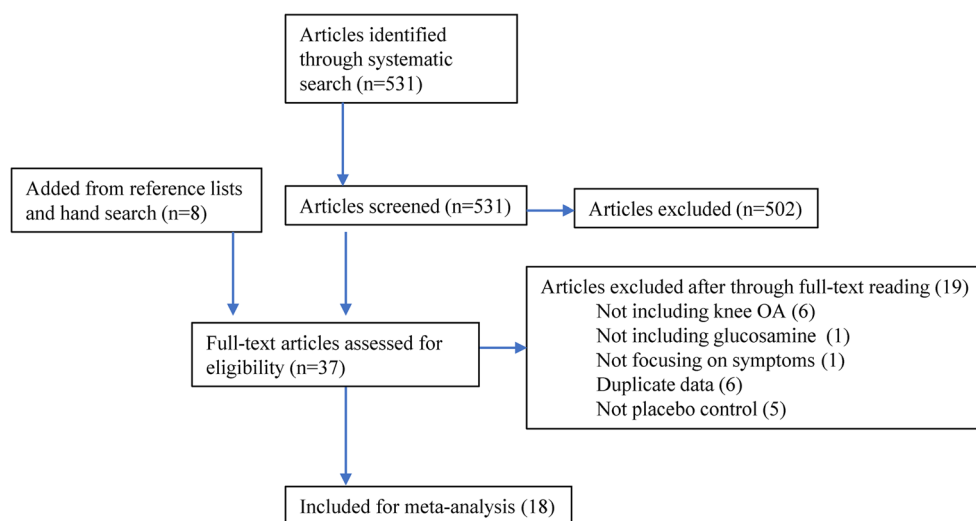 Articles identified
through systematic
search (n=531)
Added from reference lists
and hand search (n=8)
Articles screened (n=531)
Articles excluded (n=502)
Articles excluded after through full-text reading (19)
Not including knee OA (6)
Not including glucosamine (1)
Not focusing on symptoms (1)
Duplicate data (6)
Not placebo control (5)
Full-text articles assessed for
eligibility (n=37)
Included for meta-analysis (18)